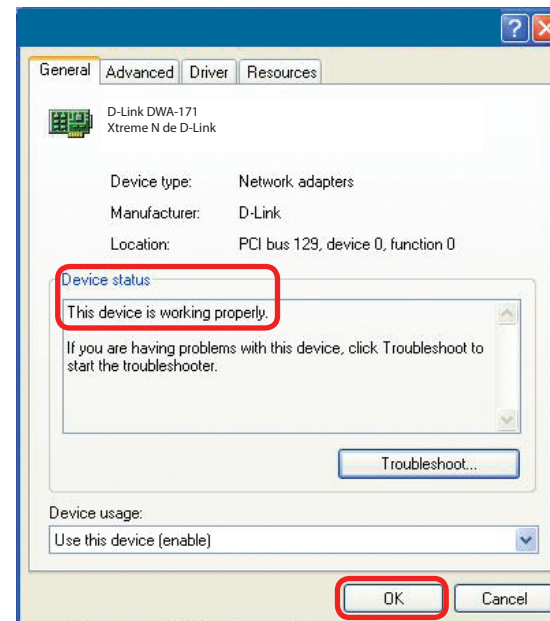 General Advanced Driver Resources
D-Link DWA-171
Xtreme N de D-Link
Device type: Network adapters
Manufacturer: D-Link
Location: PCI bus 129, device 0, function 0
Device status
This device is working properly.
If you are having problems with this device, click Troubleshoot to
start the troubleshooter.
Troubleshoot...
Device usage:
Use this device (enable)
OK Cancel